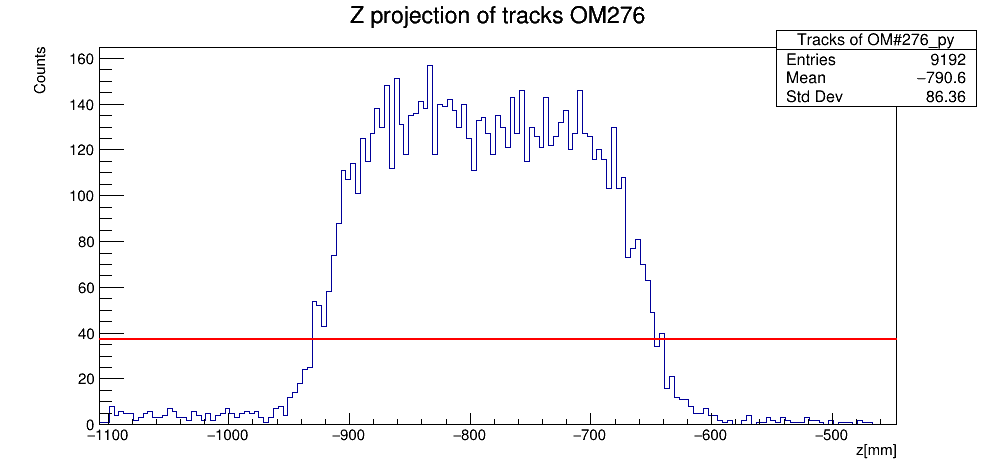 Z projection of tracks OM276
Tracks of OM#276_py
Entries 9192
Mean −790.6
Std Dev 86.36
Counts
160
140
120
100
80
60
40
20
0
−1100 −1000 −900 −800 −700 −600 −500
z[mm]